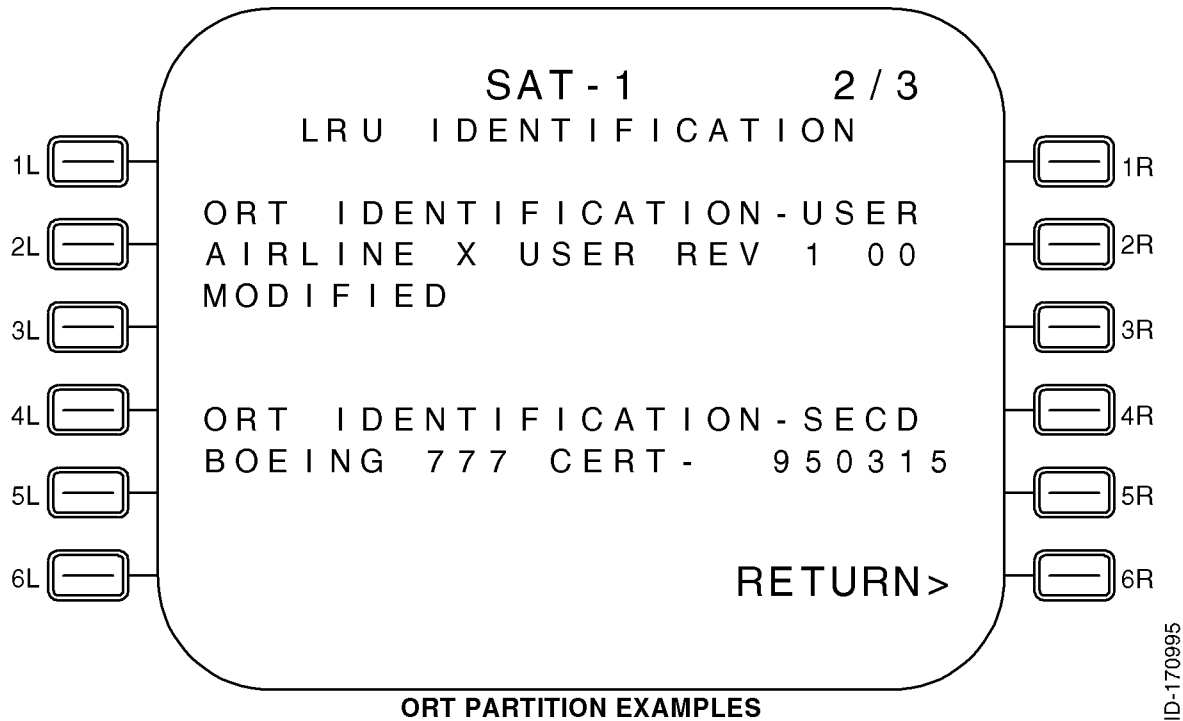 SAT-1 2/3
LRU IDENTIFICATION
1L 1R
ORT IDENTIFICATION-USER
2L AIRLINE X USER REV 1 00 2R
MODIFIED
3L 3R
4L ORT IDENTIFICATION-SECD 4R
BOEING 777 CERT- 950315
5L 5R
6L RETURN> 6R
ORT PARTITION EXAMPLES
ID-170995